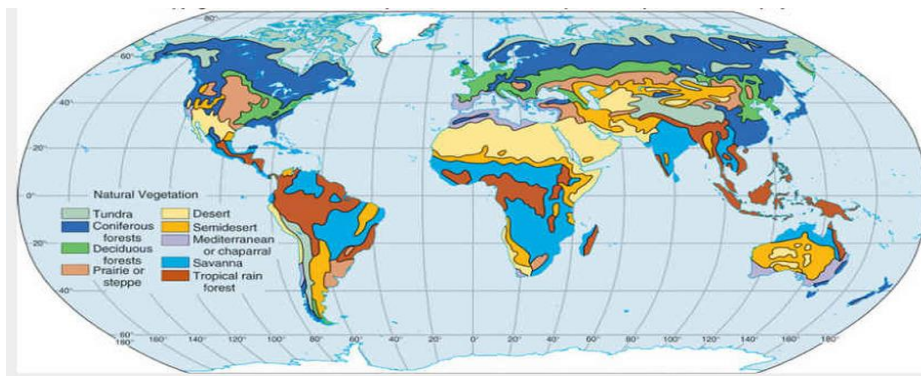 80°
60°
40°
20°
0°
20°
40°
60°
Natural Vegetation
Tundra
Coniferous
forests
Deciduous
forests
Prairie or
steppe
Desert
Semidesert
Mediterranean
or chaparral
Savanna
Tropical rain
forest
180° 160° 140° 120° 100° 80° 60° 40° 20° 0° 20° 40° 60° 80° 100° 120° 140° 160° 180°